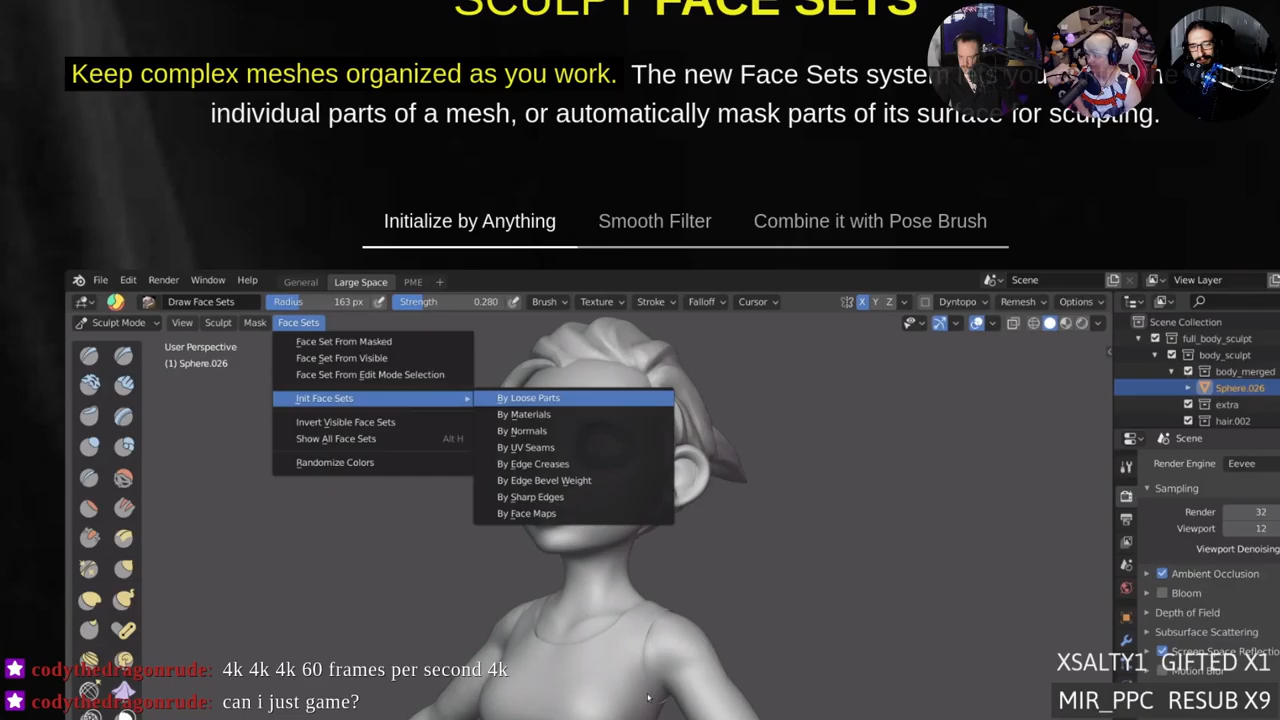 SCULPT FACE SETS
Keep complex meshes organized as you work. The new Face Sets system lets you
individual parts of a mesh, or automatically mask parts of its surface for sculpting.
Initialize by Anything Smooth Filter Combine it with Pose Brush
File Edit Render Window Help General Large Space PME + Scene View Layer
Draw Face Sets Radius 163 px Strength 0.280 Brush Texture Stroke Falloff Cursor X Y Z Dyntopo Remesh Options
Sculpt Mode View Sculpt Mask Face Sets
Scene Collection
User Perspective
(1) Sphere.026
Face Set From Masked
Face Set From Visible
Face Set From Edit Mode Selection
Init Face Sets
Invert Visible Face Sets
Show All Face Sets Alt H
Randomize Colors
By Loose Parts
By Materials
By Normals
By UV Seams
By Edge Creases
By Edge Bevel Weight
By Sharp Edges
By Face Maps
full_body_sculpt
body_sculpt
body_merged
Sphere.026
extra
hair.002
Scene
Render Engine Eevee
Sampling
Render 32
Viewport 12
Viewport Denoising
Ambient Occlusion
Bloom
Depth of Field
Subsurface Scattering
Screen Space Reflection
Motion Blur
codythedragonrude: 4k 4k 4k 60 frames per second 4k
codythedragonrude: can i just game?
XSALTY1 GIFTED X1
MIR_PPC RESUB X9